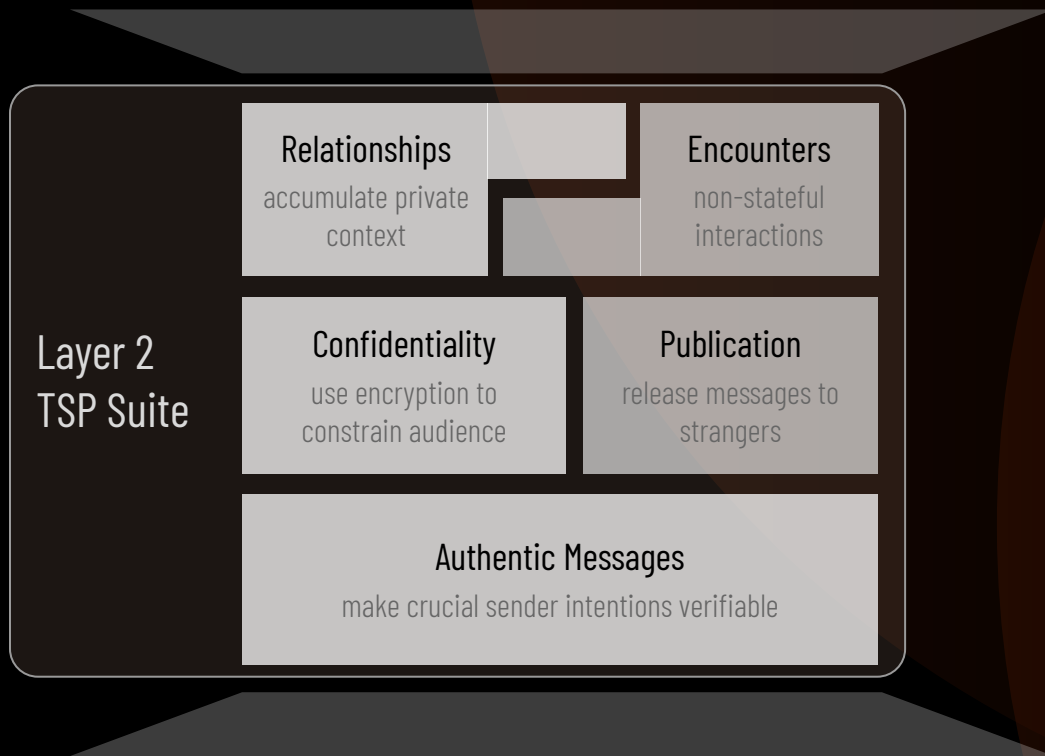 Layer 2
TSP Suite
Relationships
accumulate private
context
Encounters
non-stateful
interactions
Confidentiality
use encryption to
constrain audience
Publication
release messages to
strangers
Authentic Messages
make crucial sender intentions verifiable